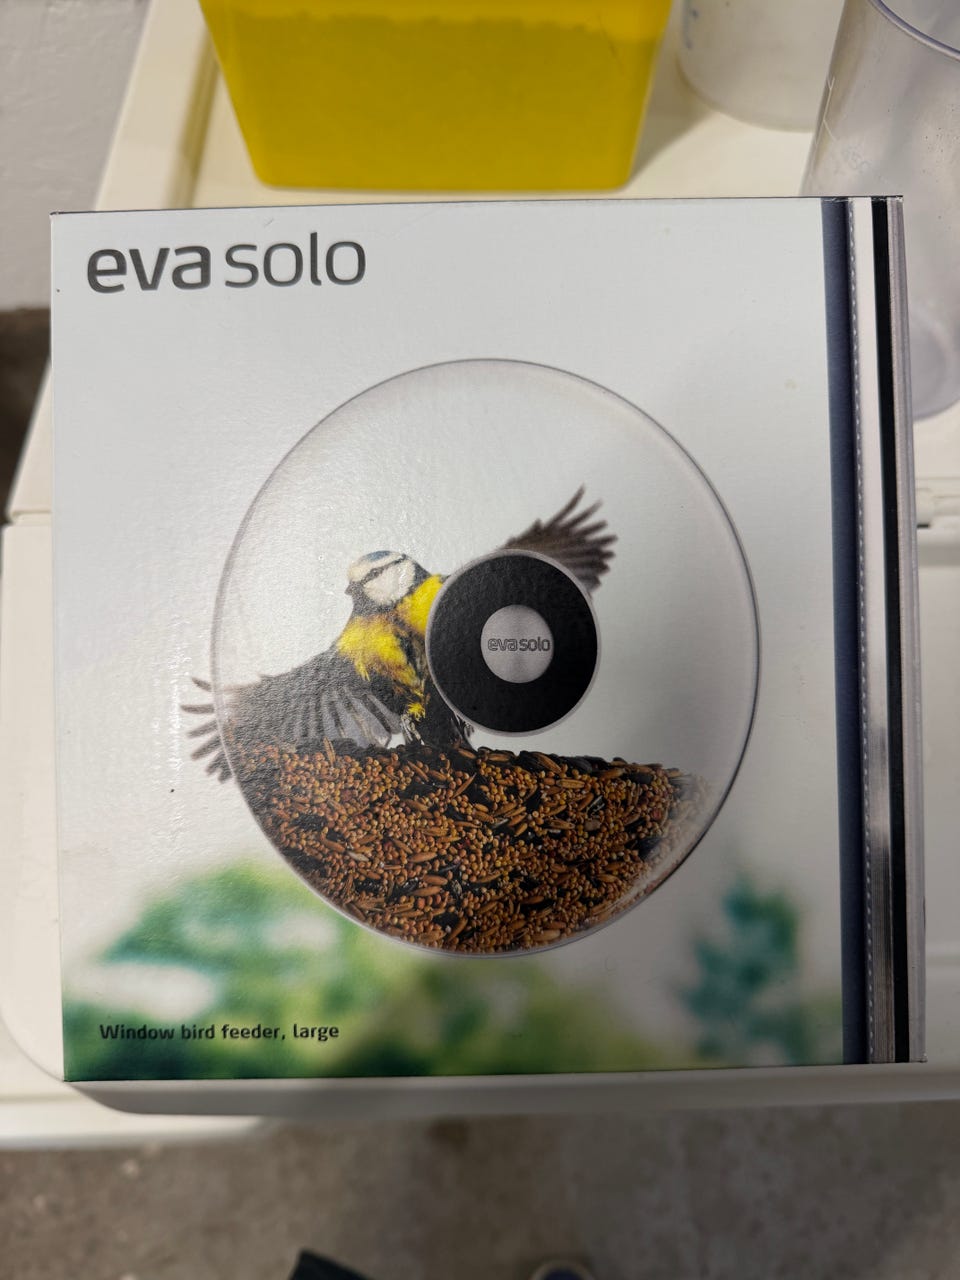 eva solo
eva solo
Window bird feeder, large